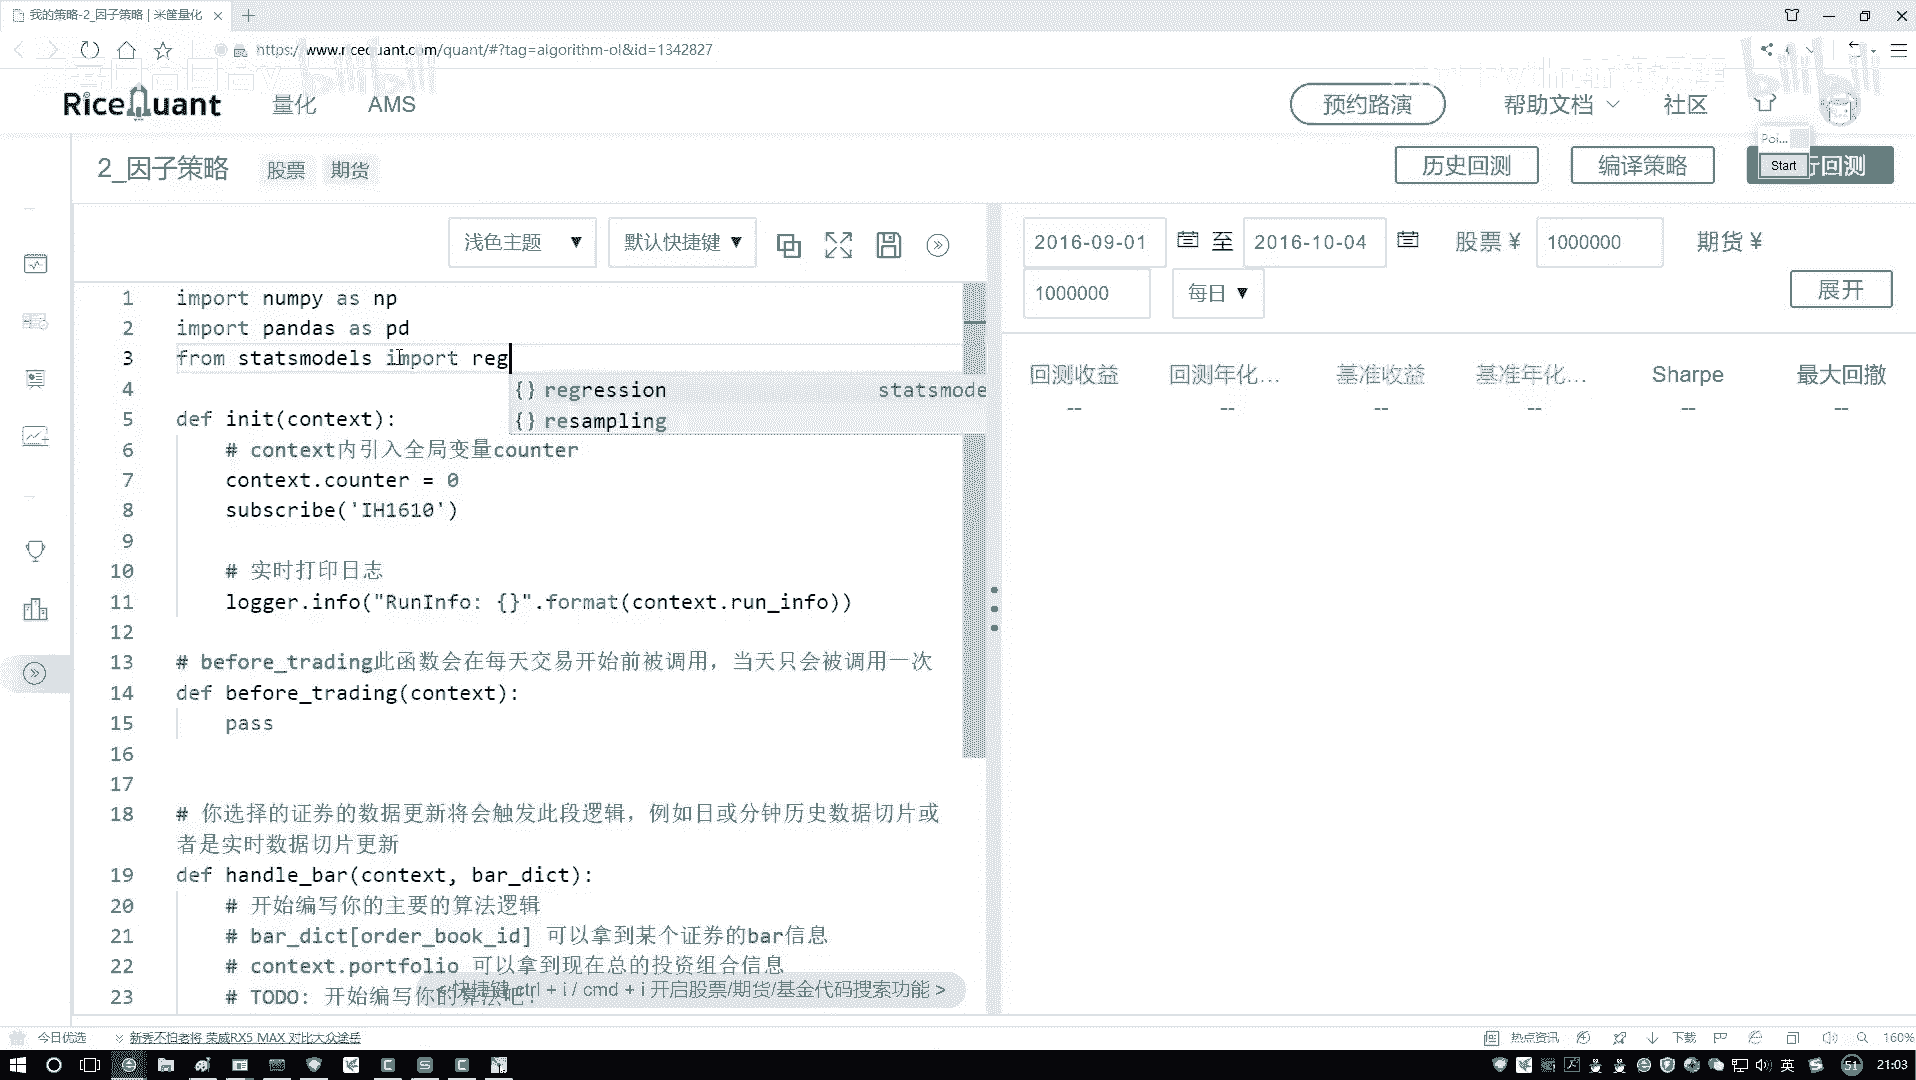 我的策略-2_因子策略 | 米筐量化
https://www.ricequant.com/quant/#?tag=algorithm-ol&id=1342827
RiceQuant 量化 AMS 预约路演 帮助文档 社区
bilibili
bilibili
2_因子策略 股票 期货 历史回测 编译策略 行回测
Poi...
Start
浅色主题 ▼ 默认快捷键 ▼
2016-09-01 至 2016-10-04 股票 ¥ 1000000 期货 ¥
1000000 每日 ▼ 展开
回测收益 回测年化... 基准收益 基准年化... Sharpe 最大回撤
-- -- -- -- -- --
1 import numpy as np
2 import pandas as pd
3 from statsmodels import reg
{} regression statsmode
{} resampling
4
5 def init(context):
6 # context内引入全局变量counter
7 context.counter = 0
8 subscribe('IH1610')
9
10 # 实时打印日志
11 logger.info("RunInfo: {}".format(context.run_info))
12
13 # before_trading此函数会在每天交易开始前被调用，当天只会被调用一次
14 def before_trading(context):
15 pass
16
17
18 # 你选择的证券的数据更新将会触发此段逻辑，例如日或分钟历史数据切片或
者是实时数据切片更新
19 def handle_bar(context, bar_dict):
20 # 开始编写你的主要的算法逻辑
21 # bar_dict[order_book_id] 可以拿到某个证券的bar信息
22 # context.portfolio 可以拿到现在总的投资组合信息
23 # TODO: 开始编写你的算法吧!
< 快捷键 ctrl + i / cmd + i 开启股票/期货/基金代码搜索功能 >
今日优选 新秀不怕老将 荣威RX5 MAX 对比大众途岳 热点资讯 下载 160%
英 51 21:03